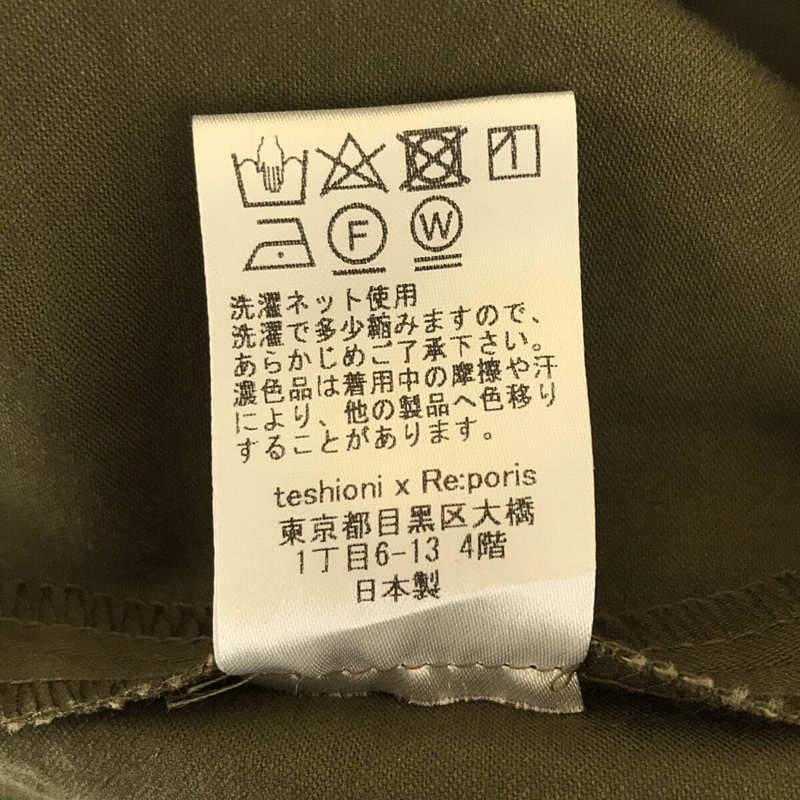 F W
洗濯ネット使用
洗濯で多少縮みますので、
あらかじめご了承下さい。
濃色品は着用中の摩擦や汗
により、他の製品へ色移り
することがあります。
teshioni x Re:poris
東京都目黒区大橋
1丁目6-13 4階
日本製